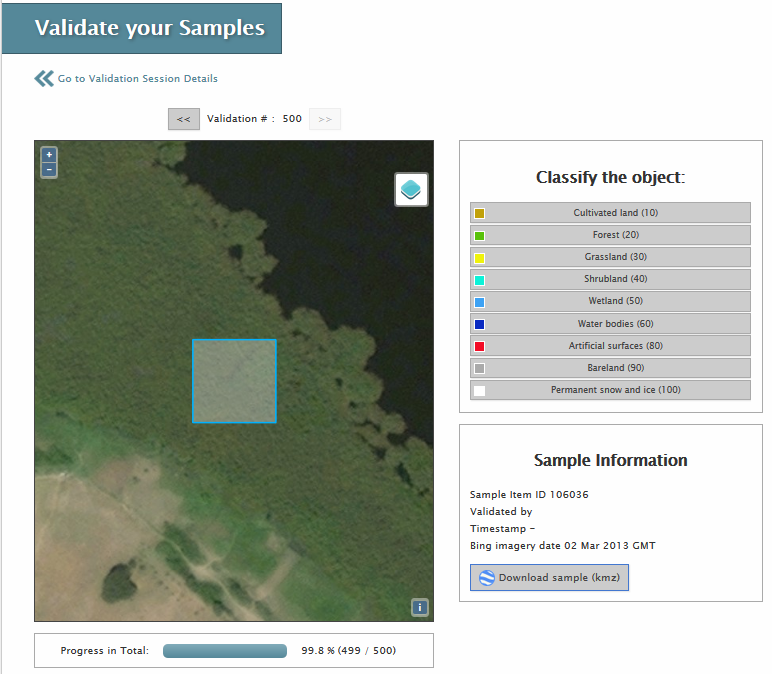 Validate your Samples
Go to Validation Session Details
<< Validation # : 500 >>
+
-
i
Progress in Total: 99.8 % (499 / 500)
Classify the object:
Cultivated land (10)
Forest (20)
Grassland (30)
Shrubland (40)
Wetland (50)
Water bodies (60)
Artificial surfaces (80)
Bareland (90)
Permanent snow and ice (100)
Sample Information
Sample Item ID 106036
Validated by
Timestamp -
Bing imagery date 02 Mar 2013 GMT
Download sample (kmz)